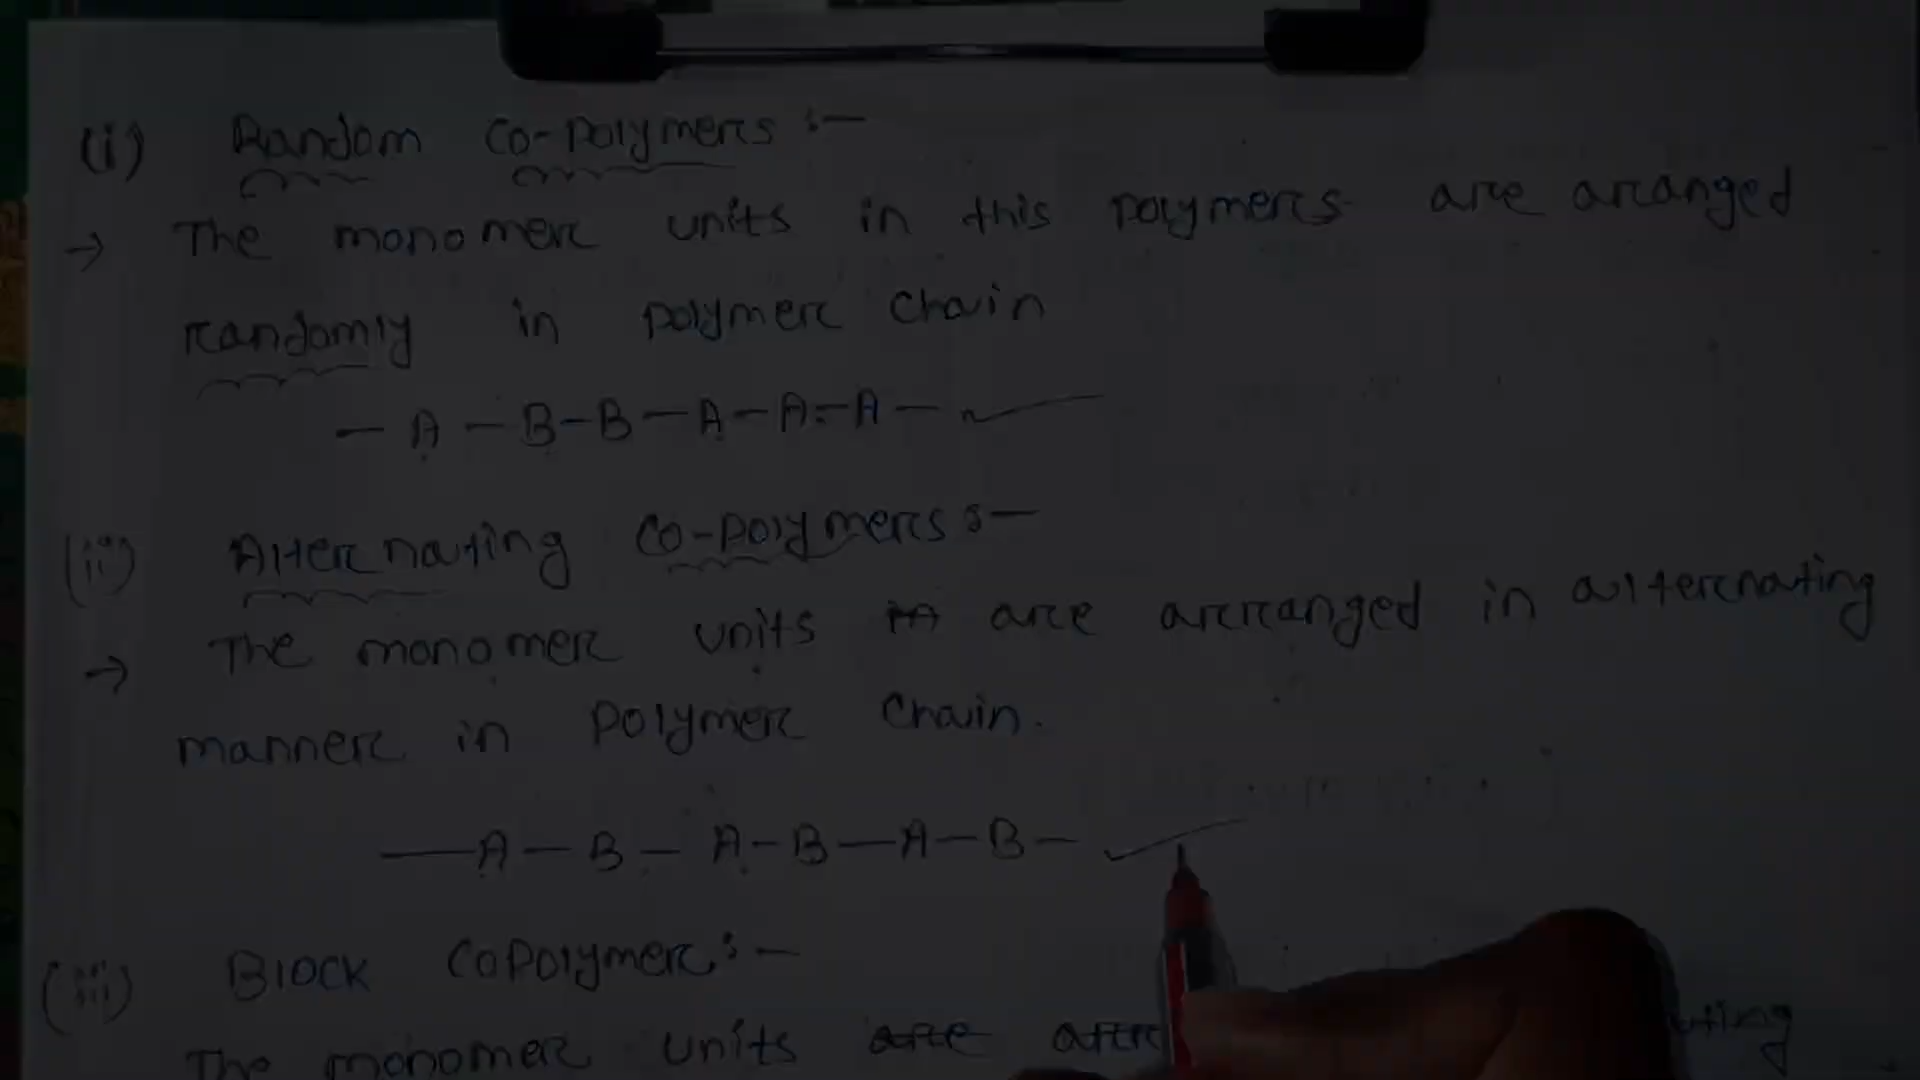 (i) Random Co-Polymers :-
→ The monomer units in this polymers are aranged
randomly in polymer chain
- A - B - B - A - A - A -
(ii) Alternating Co-polymers :-
→ The monomer units are arranged in alternating
manner in polymer chain.
- A - B - A - B - A - B -
(iii) Block Copolymer :-
The monomer units are